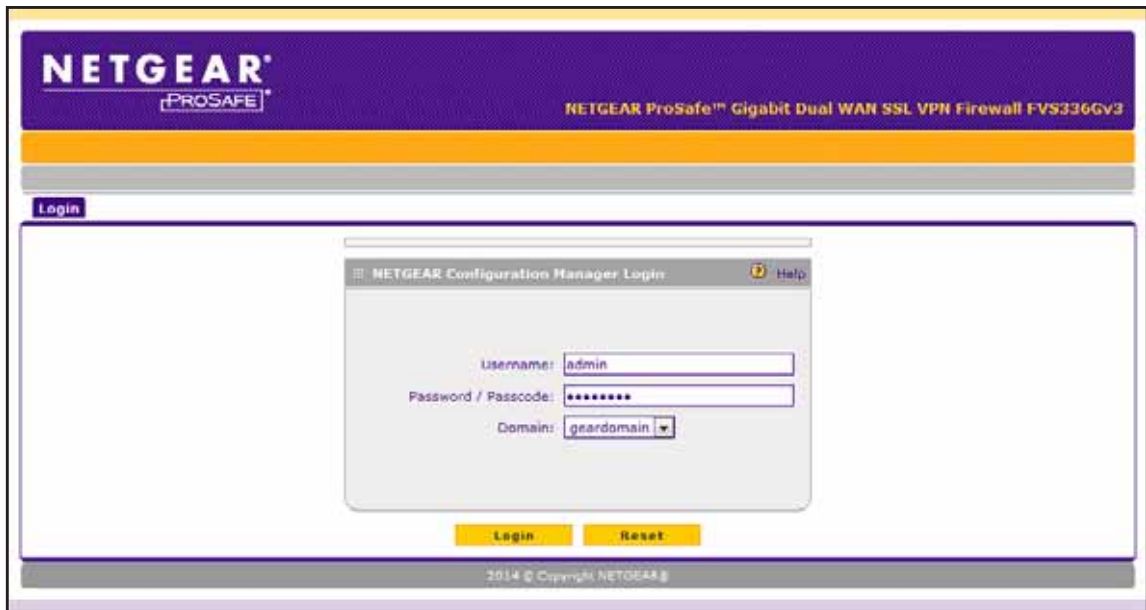 NETGEAR®
PROSAFE
NETGEAR ProSafe™ Gigabit Dual WAN SSL VPN Firewall FVS336Gv3
Login
NETGEAR Configuration Manager Login
? Help
Username: admin
Password / Passcode: ••••••••
Domain: geardomain
Login Reset
2014 © Copyright NETGEAR®